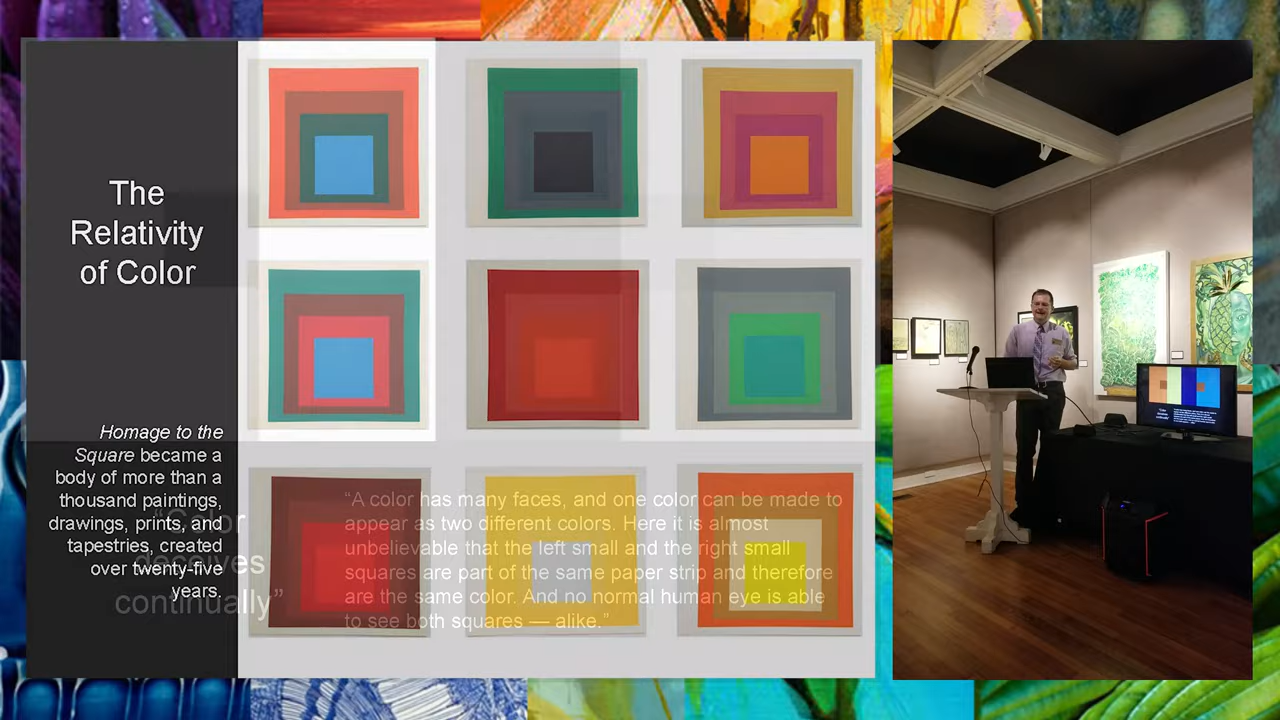 The
Relativity
of Color
Homage to the
Square became a
body of more than a
thousand paintings,
drawings, prints, and
tapestries, created
over twenty-five
years.
“Color
deceives
continually”
“A color has many faces, and one color can be made to
appear as two different colors. Here it is almost
unbelievable that the left small and the right small
squares are part of the same paper strip and therefore
are the same color. And no normal human eye is able
to see both squares — alike.”